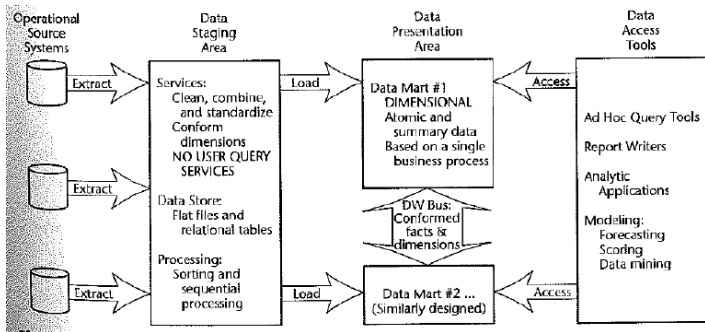 Operational
Source
Systems
Data
Staging
Area
Data
Presentation
Area
Data
Access
Tools
Extract
Extract
Extract
Services:
Clean, combine,
and standardize
Conform
dimensions
NO USER QUERY
SERVICES
Data Store:
Flat files and
relational tables
Processing:
Sorting and
sequential
processing
Load
Load
Data Mart #1
DIMENSIONAL
Atomic and
summary data
Based on a single
business process
DW Bus:
Conformed
facts &
dimensions
Data Mart #2 ...
(Similarly designed)
Access
Access
Ad Hoc Query Tools
Report Writers
Analytic
Applications
Modeling:
Forecasting
Scoring
Data mining